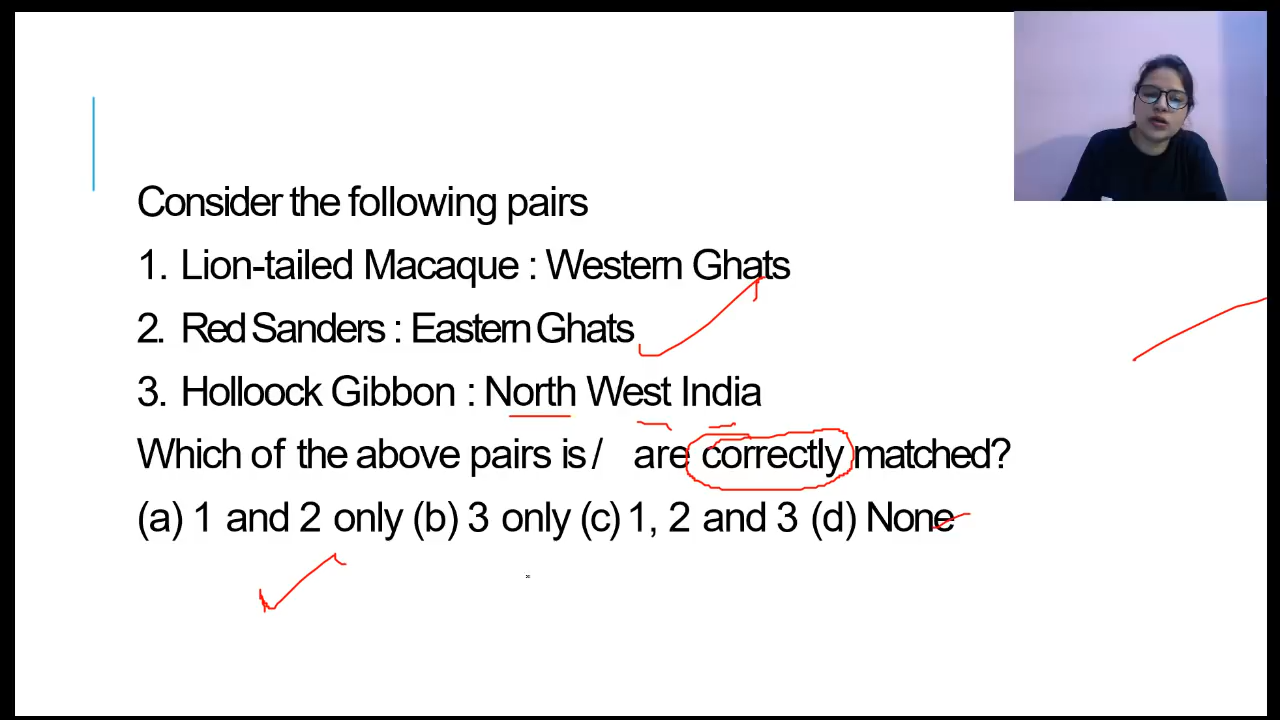 Consider the following pairs
1. Lion-tailed Macaque : Western Ghats
2. Red Sanders : Eastern Ghats
3. Holloock Gibbon : North West India
Which of the above pairs is / are correctly matched?
(a) 1 and 2 only (b) 3 only (c) 1, 2 and 3 (d) None